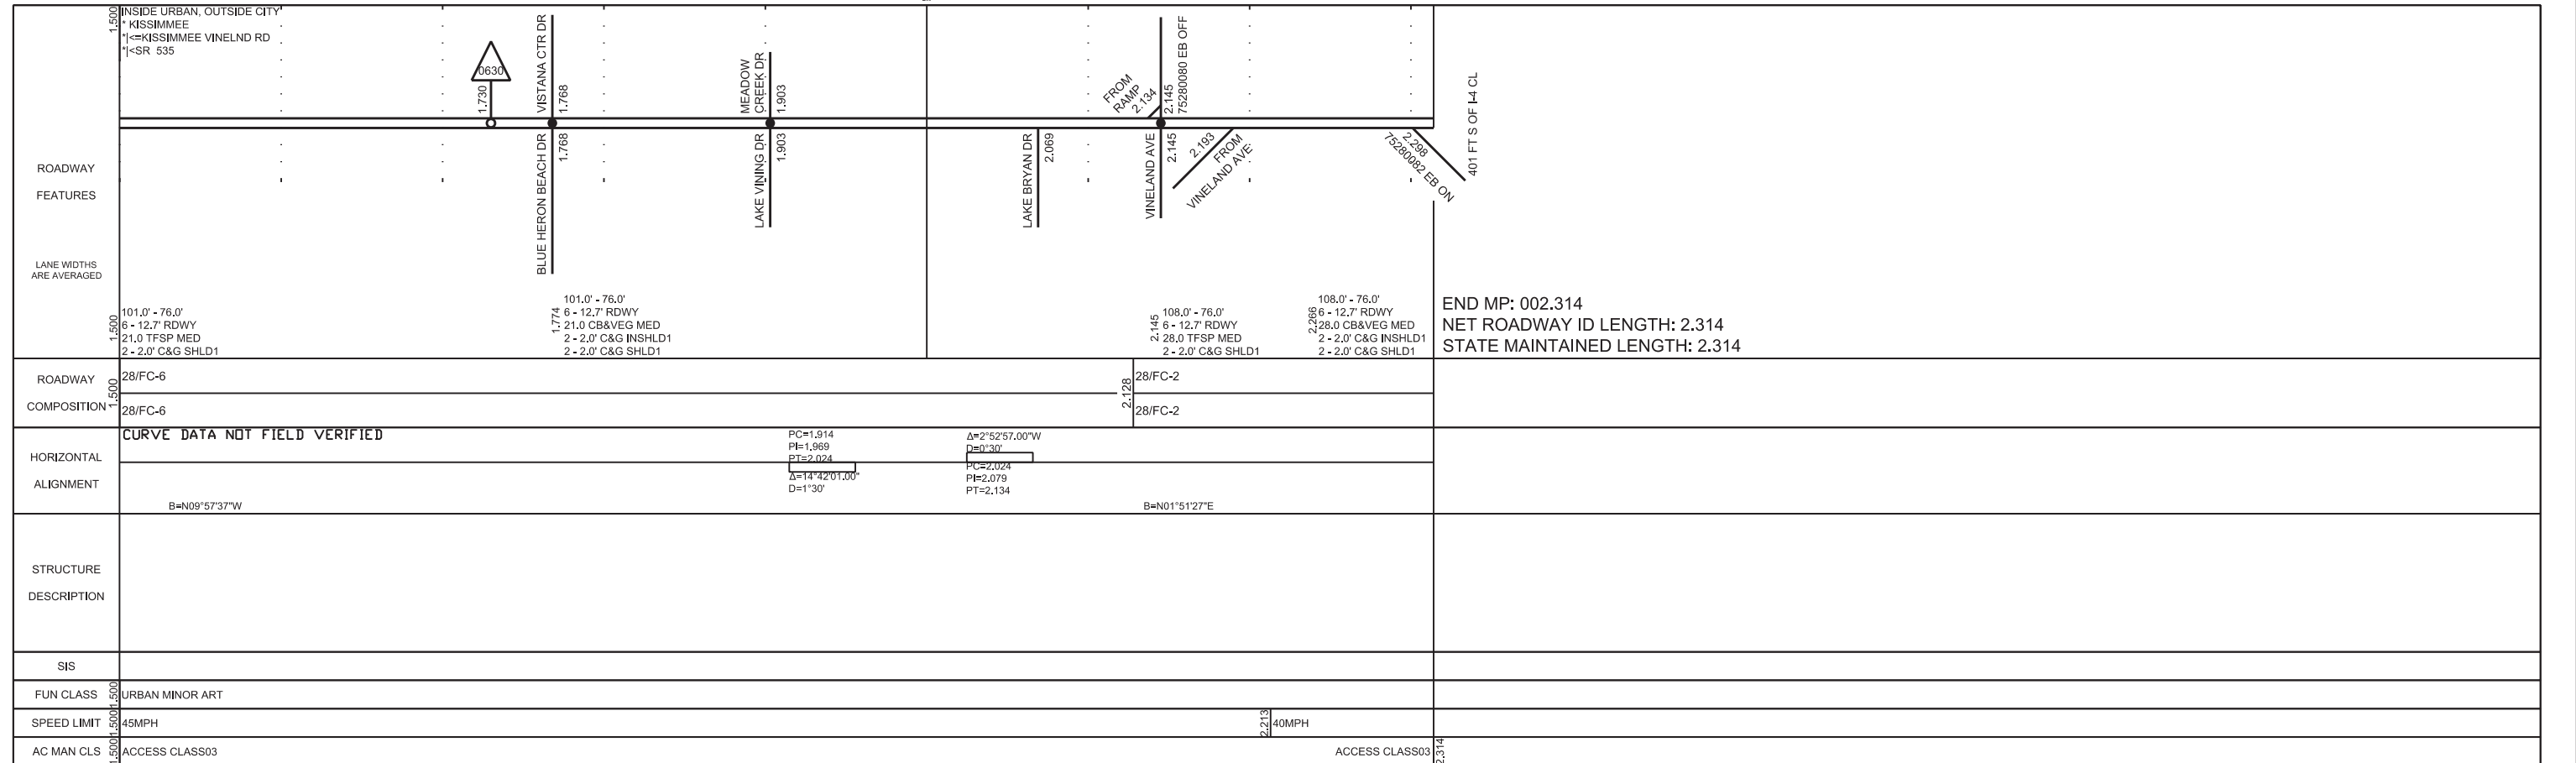 INSIDE URBAN, OUTSIDE CITY
* KISSIMMEE
*|<=KISSIMMEE VINELND RD
*|<SR 535
1.500
0630
1.730
VISTANA CTR DR
1.768
MEADOW
CREEK DR
1.903
FROM
RAMP
2.134
2.145
75280080 EB OFF
401 FT S OF I-4 CL
ROADWAY
FEATURES
BLUE HERON BEACH DR
1.768
LAKE VINING DR
1.903
LAKE BRYAN DR
2.069
VINELAND AVE
2.145
2.193
FROM
VINELAND AVE
2.298
75280082 EB ON
LANE WIDTHS
ARE AVERAGED
1.500
101.0' - 76.0'
6 - 12.7' RDWY
21.0 TFSP MED
2 - 2.0' C&G SHLD1
1.774
101.0' - 76.0'
6 - 12.7' RDWY
21.0 CB&VEG MED
2 - 2.0' C&G INSHLD1
2 - 2.0' C&G SHLD1
2.145
108.0' - 76.0'
6 - 12.7' RDWY
28.0 TFSP MED
2 - 2.0' C&G SHLD1
2.266
108.0' - 76.0'
6 - 12.7' RDWY
28.0 CB&VEG MED
2 - 2.0' C&G INSHLD1
2 - 2.0' C&G SHLD1
END MP: 002.314
NET ROADWAY ID LENGTH: 2.314
STATE MAINTAINED LENGTH: 2.314
ROADWAY
COMPOSITION
1.500
28/FC-6
28/FC-6
2.128
28/FC-2
28/FC-2
HORIZONTAL
ALIGNMENT
CURVE DATA NOT FIELD VERIFIED
B=N09°57'37"W
PC=1.914
PI=1.969
PT=2.024
Δ=14°42'01.00"
D=1°30'
Δ=2°52'57.00"W
D=0°30'
PC=2.024
PI=2.079
PT=2.134
B=N01°51'27"E
STRUCTURE
DESCRIPTION
SIS
FUN CLASS
1.500
URBAN MINOR ART
SPEED LIMIT
1.500
45MPH
2.213
40MPH
AC MAN CLS
1.500
ACCESS CLASS03
ACCESS CLASS03
2.314